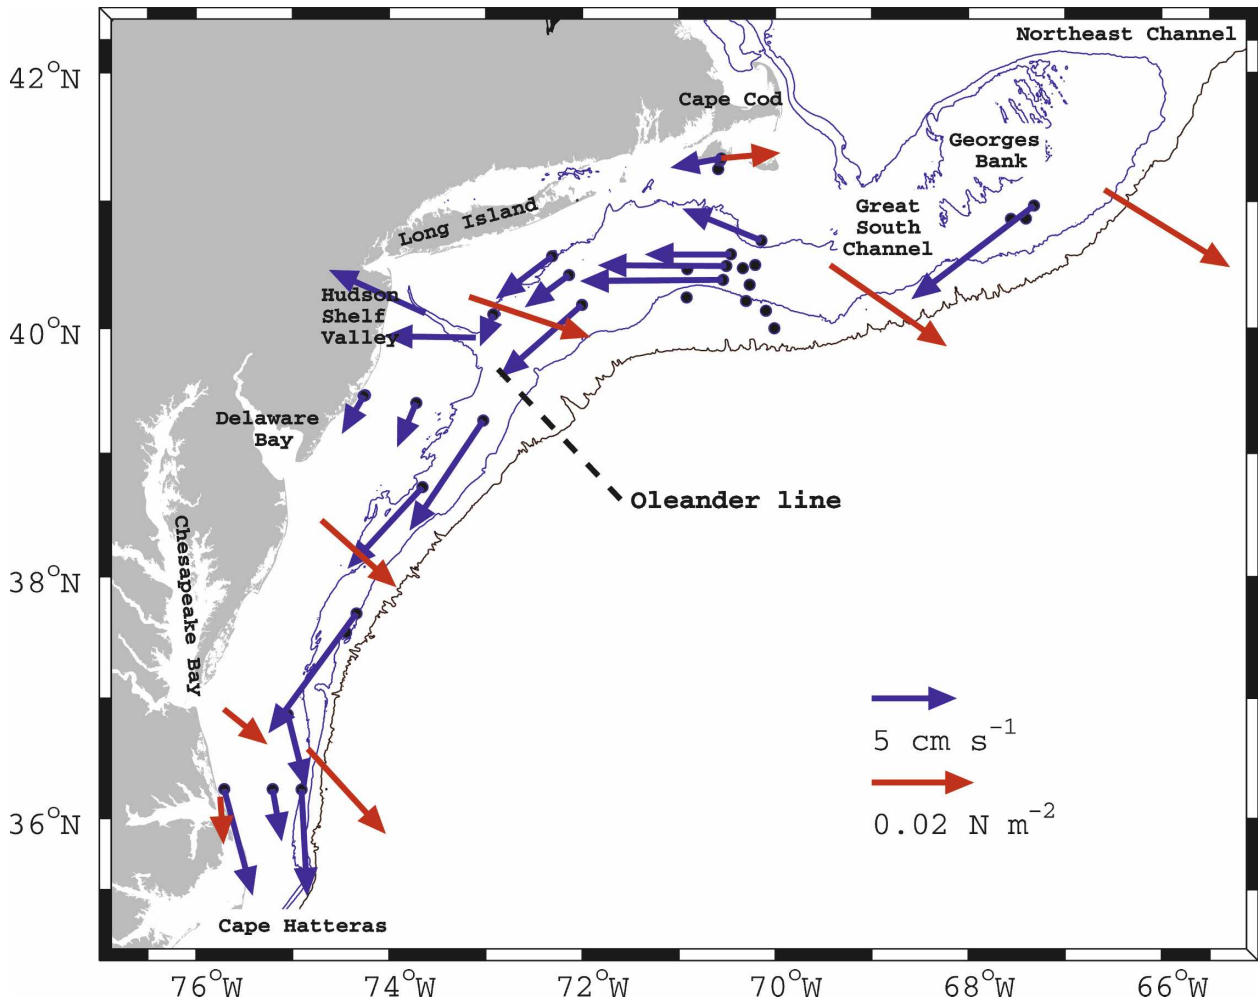 Northeast Channel
42°N
Cape Cod
Georges
Bank
Long Island
Great
South
Channel
Hudson
Shelf
Valley
40°N
Delaware
Bay
Oleander line
Chesapeake Bay
38°N
5 cm s⁻¹
0.02 N m⁻²
36°N
Cape Hatteras
76°W 74°W 72°W 70°W 68°W 66°W